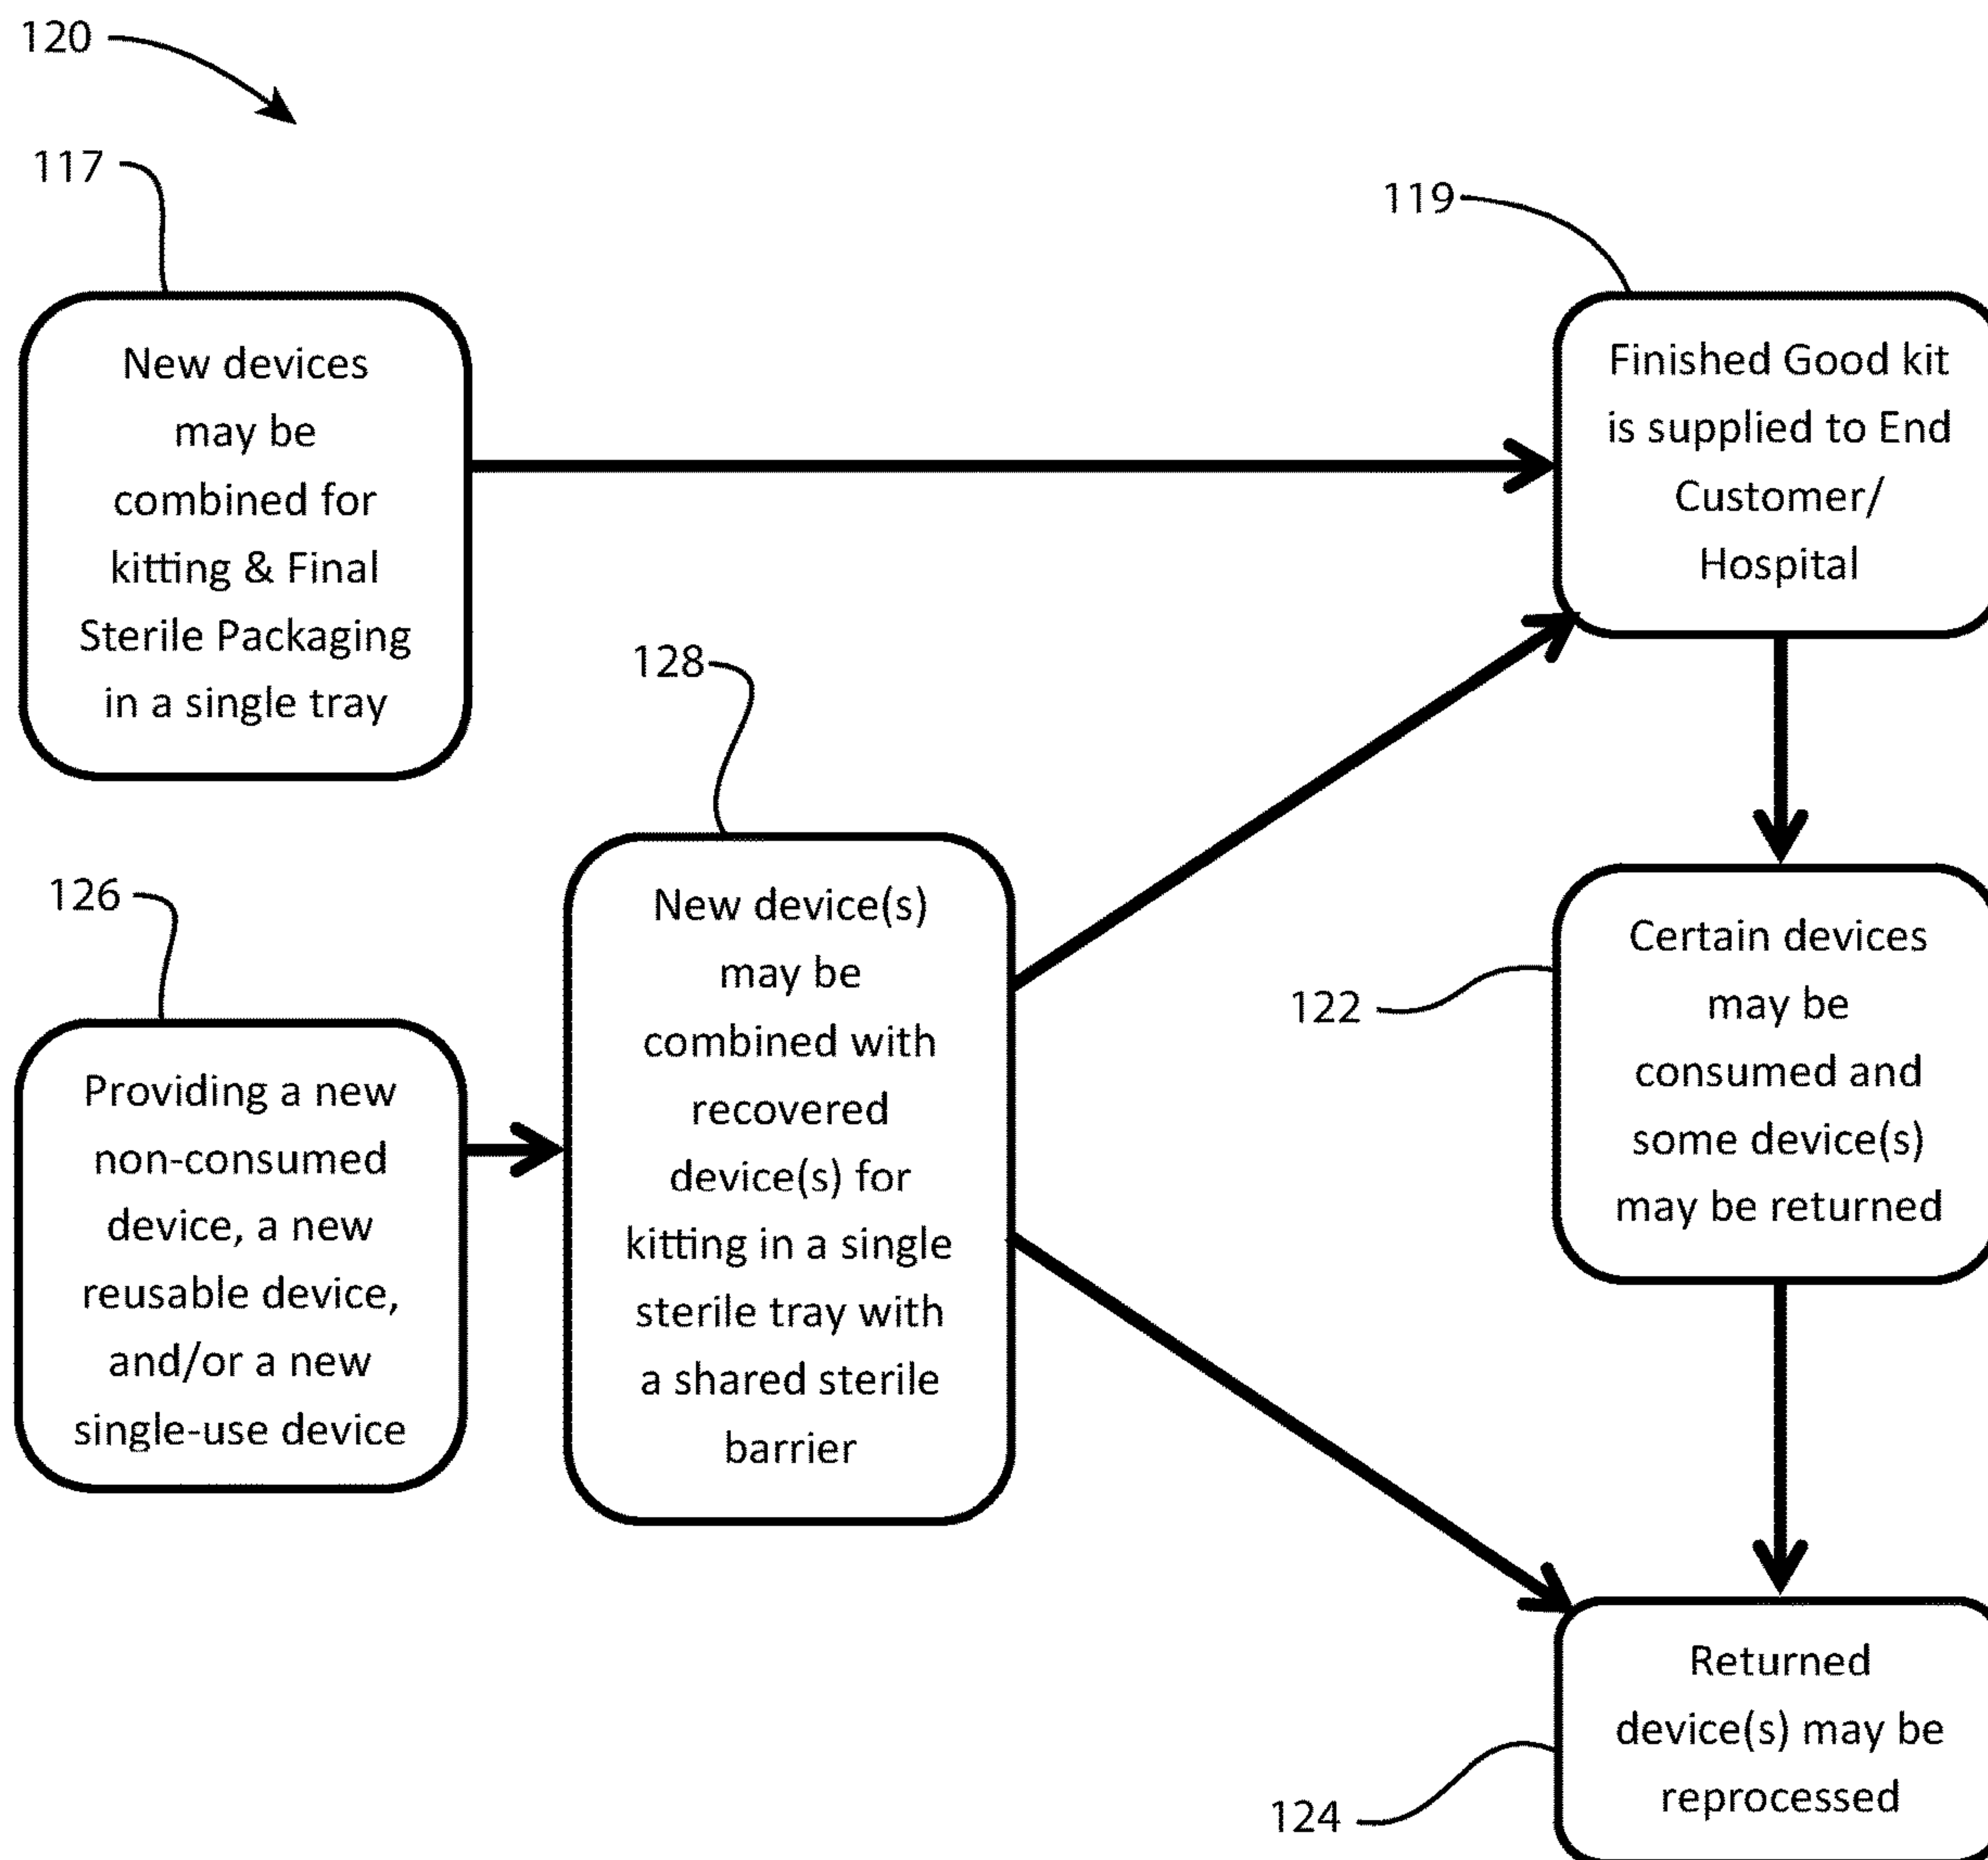 120
117
New devices
may be
combined for
kitting & Final
Sterile Packaging
in a single tray
119
Finished Good kit
is supplied to End
Customer/
Hospital
128
New device(s)
may be
combined with
recovered
device(s) for
kitting in a single
sterile tray with
a shared sterile
barrier
126
Providing a new
non-consumed
device, a new
reusable device,
and/or a new
single-use device
122
Certain devices
may be
consumed and
some device(s)
may be returned
124
Returned
device(s) may be
reprocessed